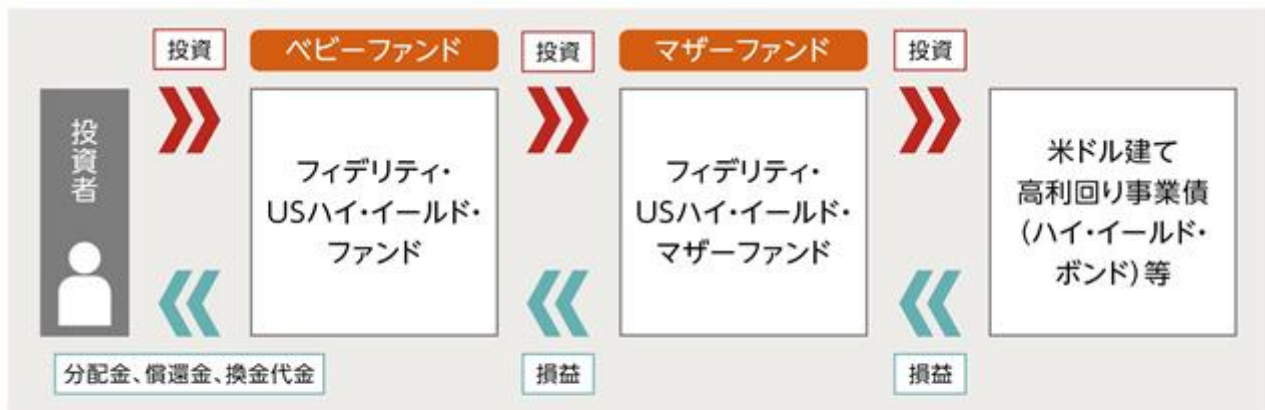 投資
ベビーファンド
投資
マザーファンド
投資
投資者
フィデリティ・
USハイ・イールド・
ファンド
フィデリティ・
USハイ・イールド・
マザーファンド
米ドル建て
高利回り事業債
（ハイ・イールド・
ボンド）等
分配金、償還金、換金代金
損益
損益